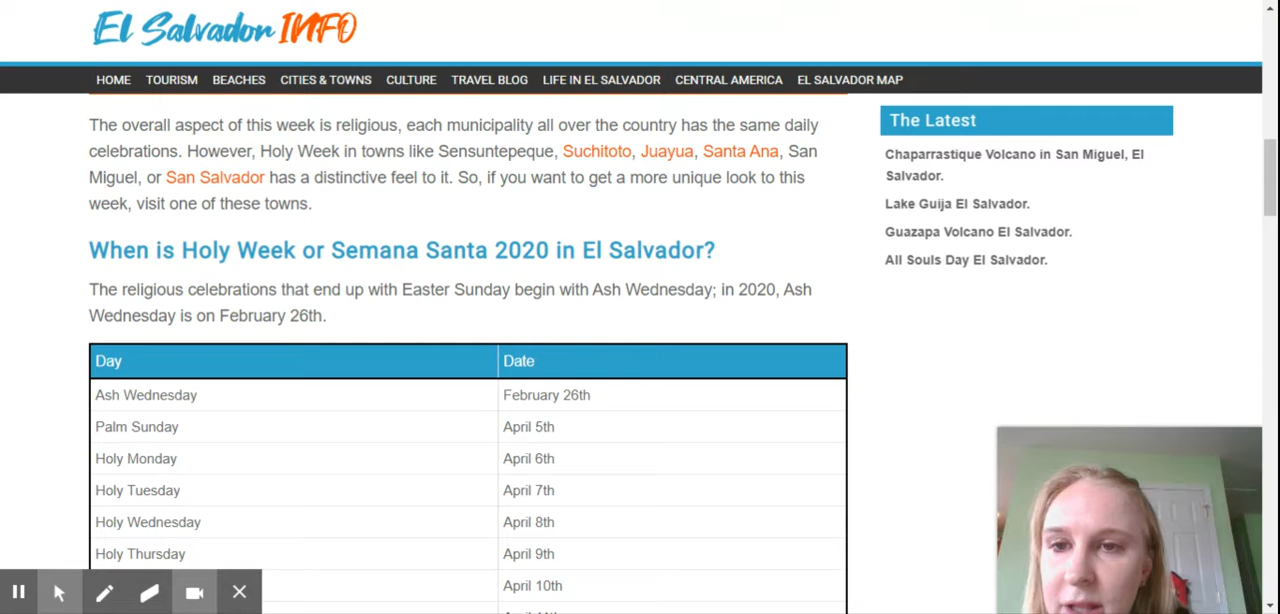 El Salvador INFO
HOME TOURISM BEACHES CITIES & TOWNS CULTURE TRAVEL BLOG LIFE IN EL SALVADOR CENTRAL AMERICA EL SALVADOR MAP
The overall aspect of this week is religious, each municipality all over the country has the same daily
celebrations. However, Holy Week in towns like Sensuntepeque, Suchitoto, Juayua, Santa Ana, San
Miguel, or San Salvador has a distinctive feel to it. So, if you want to get a more unique look to this
week, visit one of these towns.
When is Holy Week or Semana Santa 2020 in El Salvador?
The religious celebrations that end up with Easter Sunday begin with Ash Wednesday; in 2020, Ash
Wednesday is on February 26th.
Day Date
Ash Wednesday February 26th
Palm Sunday April 5th
Holy Monday April 6th
Holy Tuesday April 7th
Holy Wednesday April 8th
Holy Thursday April 9th
April 10th
The Latest
Chaparrastique Volcano in San Miguel, El
Salvador.
Lake Guija El Salvador.
Guazapa Volcano El Salvador.
All Souls Day El Salvador.